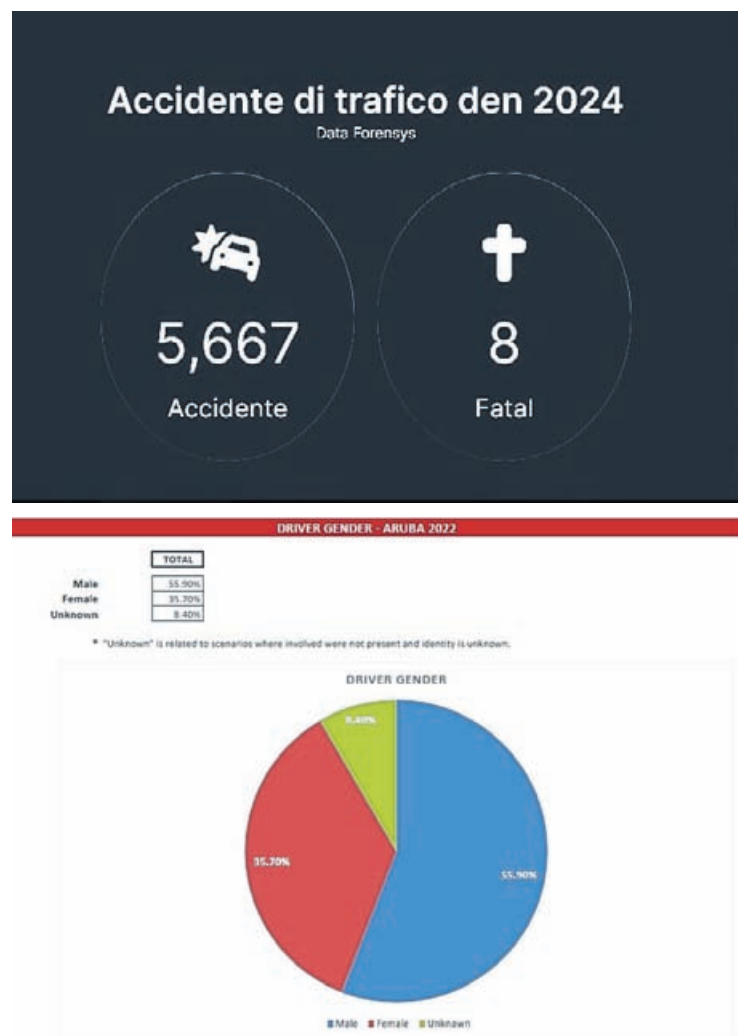 Accidente di trafico den 2024
Data Forensys
5,667
8
Accidente
Fatal
DRIVER GENDER - ARUBA 2022
TOTAL
Male 55.90%
Female 35.70%
Unknown 8.40%
* "Unknown" is related to scenarios where involved were not present and identity is unknown.
DRIVER GENDER
8.40%
35.70%
55.90%
Male Female Unknown